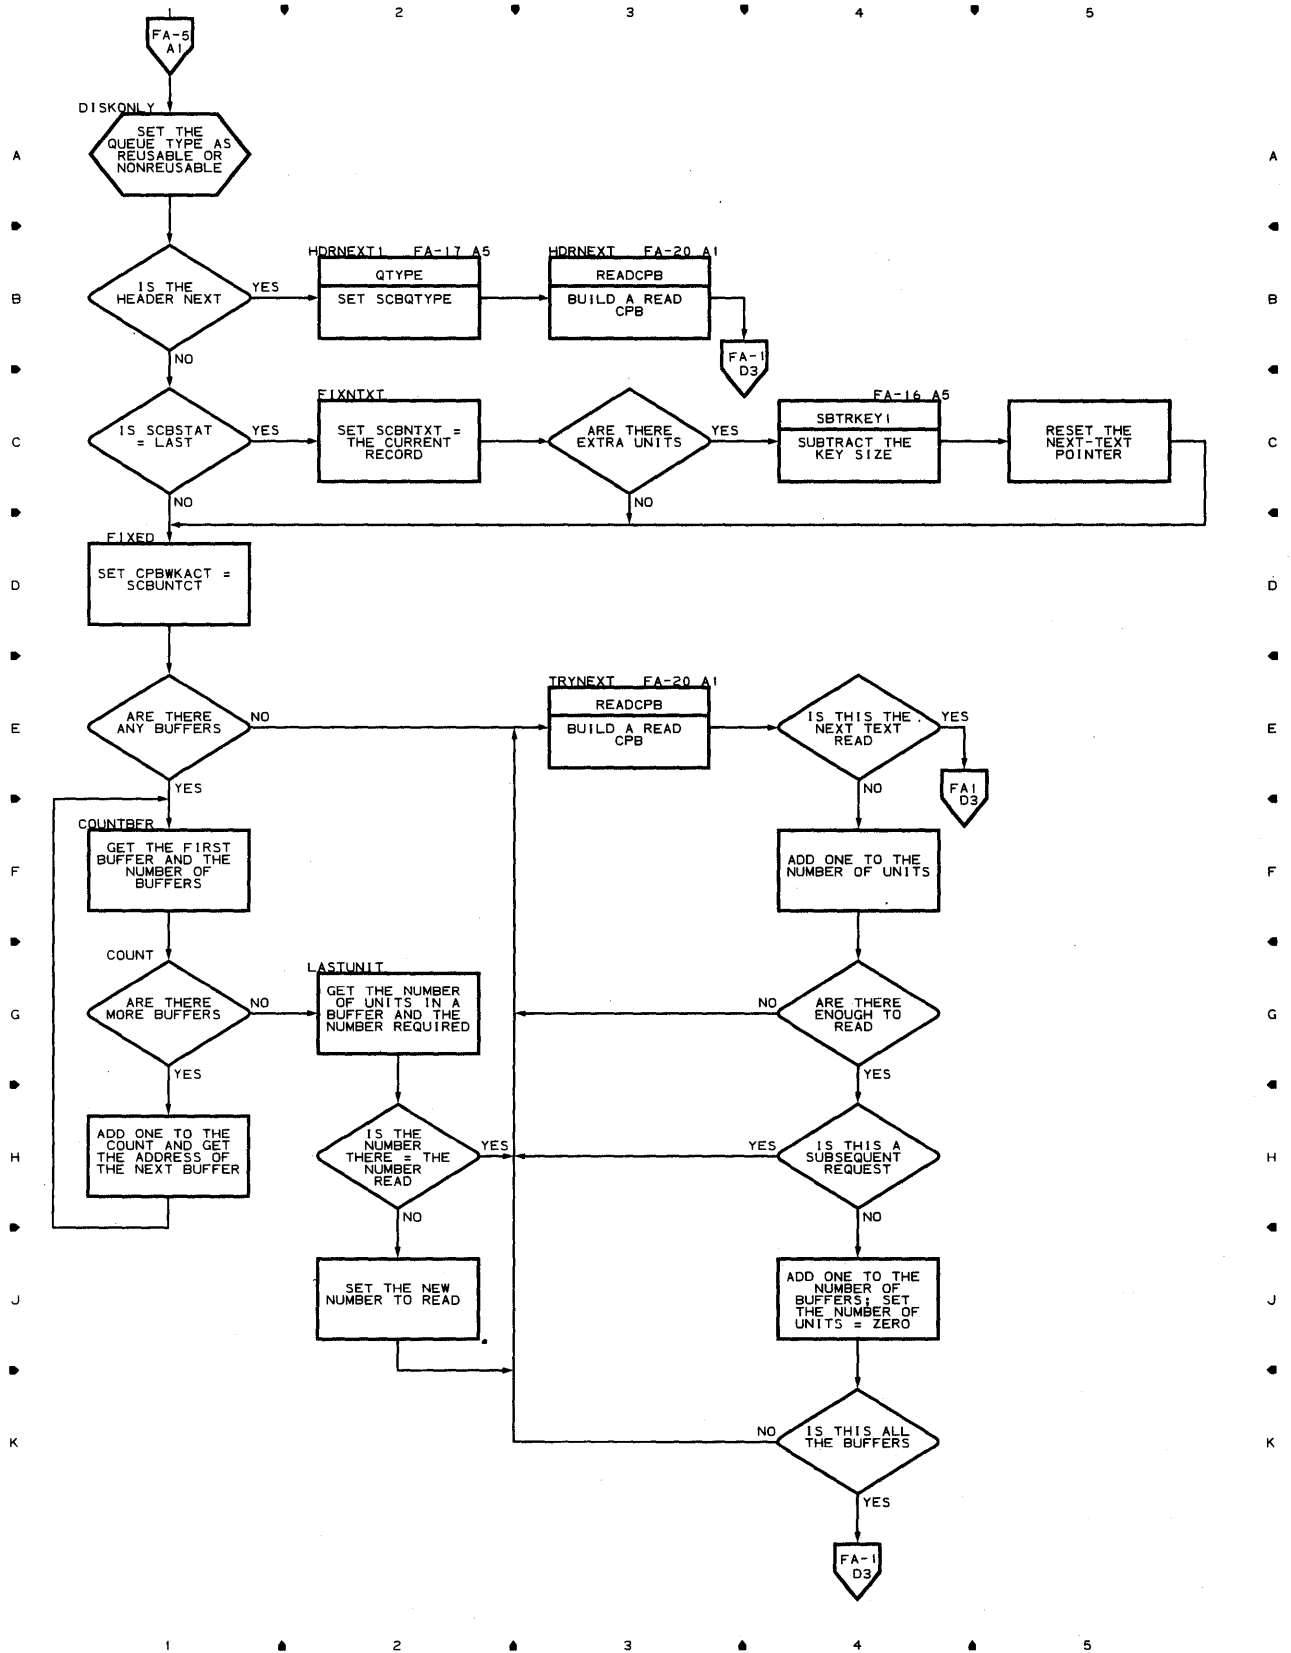 1 2 3 4 5
FA-5
A1
DISKONLY
SET THE
QUEUE TYPE AS
REUSABLE OR
NONREUSABLE
A A
HDRNEXT1 FA-17 A5
HDRNEXT FA-20 A1
IS THE
HEADER NEXT
YES
QTYPE
SET SCBQTYPE
READCPB
BUILD A READ
CPB
B B
NO
FA-1
D3
FIXNTXT
FA-16 A5
IS SCBSTAT
= LAST
YES
SET SCBNTXT =
THE CURRENT
RECORD
ARE THERE
EXTRA UNITS
YES
SBTRKEY1
SUBTRACT THE
KEY SIZE
RESET THE
NEXT-TEXT
POINTER
C C
NO
NO
FIXED
SET CPBWKACT =
SCBUNTCT
D D
TRYNEXT FA-20 A1
ARE THERE
ANY BUFFERS
NO
READCPB
BUILD A READ
CPB
IS THIS THE
NEXT TEXT
READ
YES
E E
YES
NO
FA1
D3
COUNTBFR
GET THE FIRST
BUFFER AND THE
NUMBER OF
BUFFERS
ADD ONE TO THE
NUMBER OF UNITS
F F
COUNT
LASTUNIT
ARE THERE
MORE BUFFERS
NO
GET THE NUMBER
OF UNITS IN A
BUFFER AND THE
NUMBER REQUIRED
NO
ARE THERE
ENOUGH TO
READ
G G
YES
YES
ADD ONE TO THE
COUNT AND GET
THE ADDRESS OF
THE NEXT BUFFER
IS THE
NUMBER
THERE = THE
NUMBER
READ
YES
YES
IS THIS A
SUBSEQUENT
REQUEST
H H
NO
NO
SET THE NEW
NUMBER TO READ
ADD ONE TO THE
NUMBER OF
BUFFERS; SET
THE NUMBER OF
UNITS = ZERO
J J
NO
IS THIS ALL
THE BUFFERS
K K
YES
FA-1
D3
1 2 3 4 5